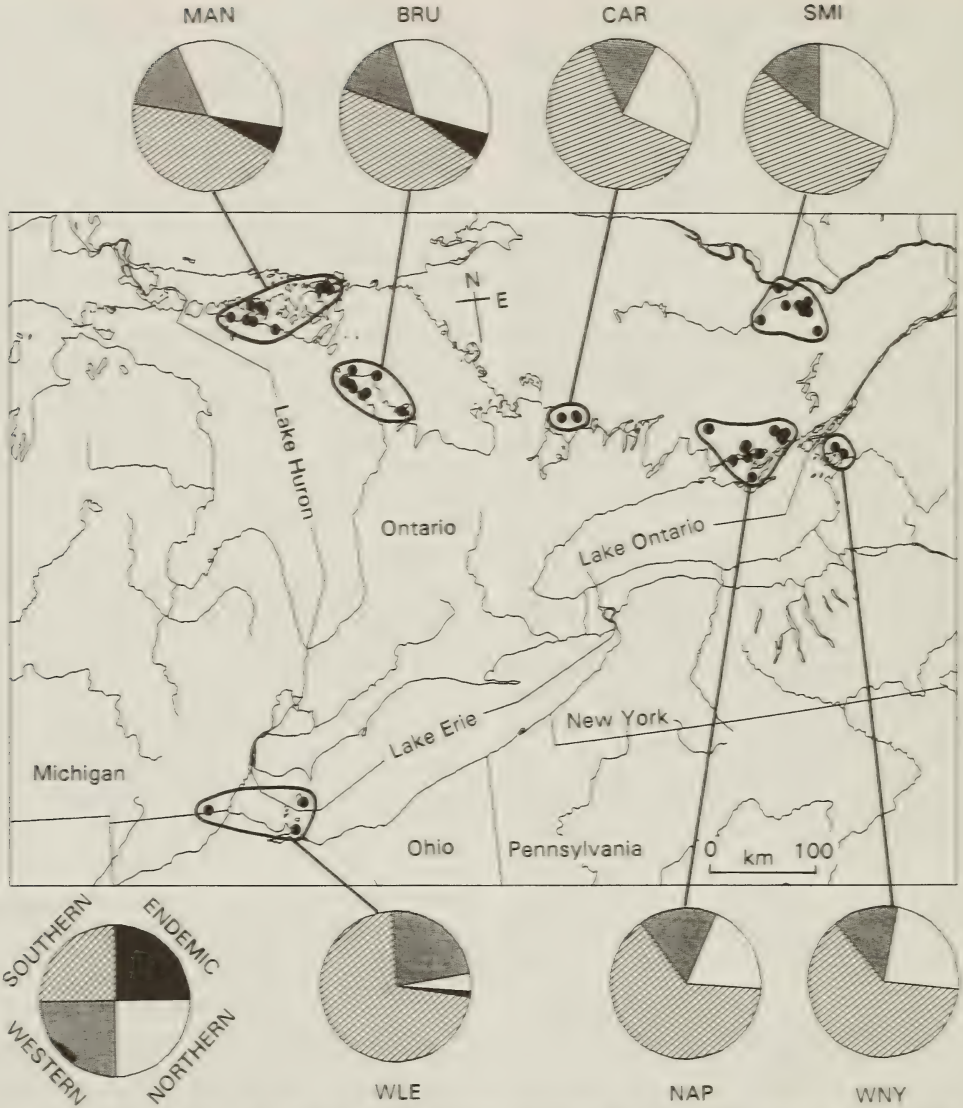 MAN BRU CAR SMI
N
E
Lake Huron
Ontario
Lake Ontario
New York
Lake Erie
Michigan
Ohio Pennsylvania 0 km 100
SOUTHERN ENDEMIC
WESTERN NORTHERN
WLE NAP WNY